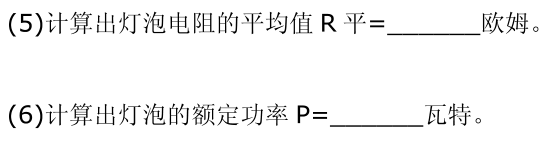 (5)计算出灯泡电阻的平均值 R 平=_______欧姆。
(6)计算出灯泡的额定功率 P=_______瓦特。